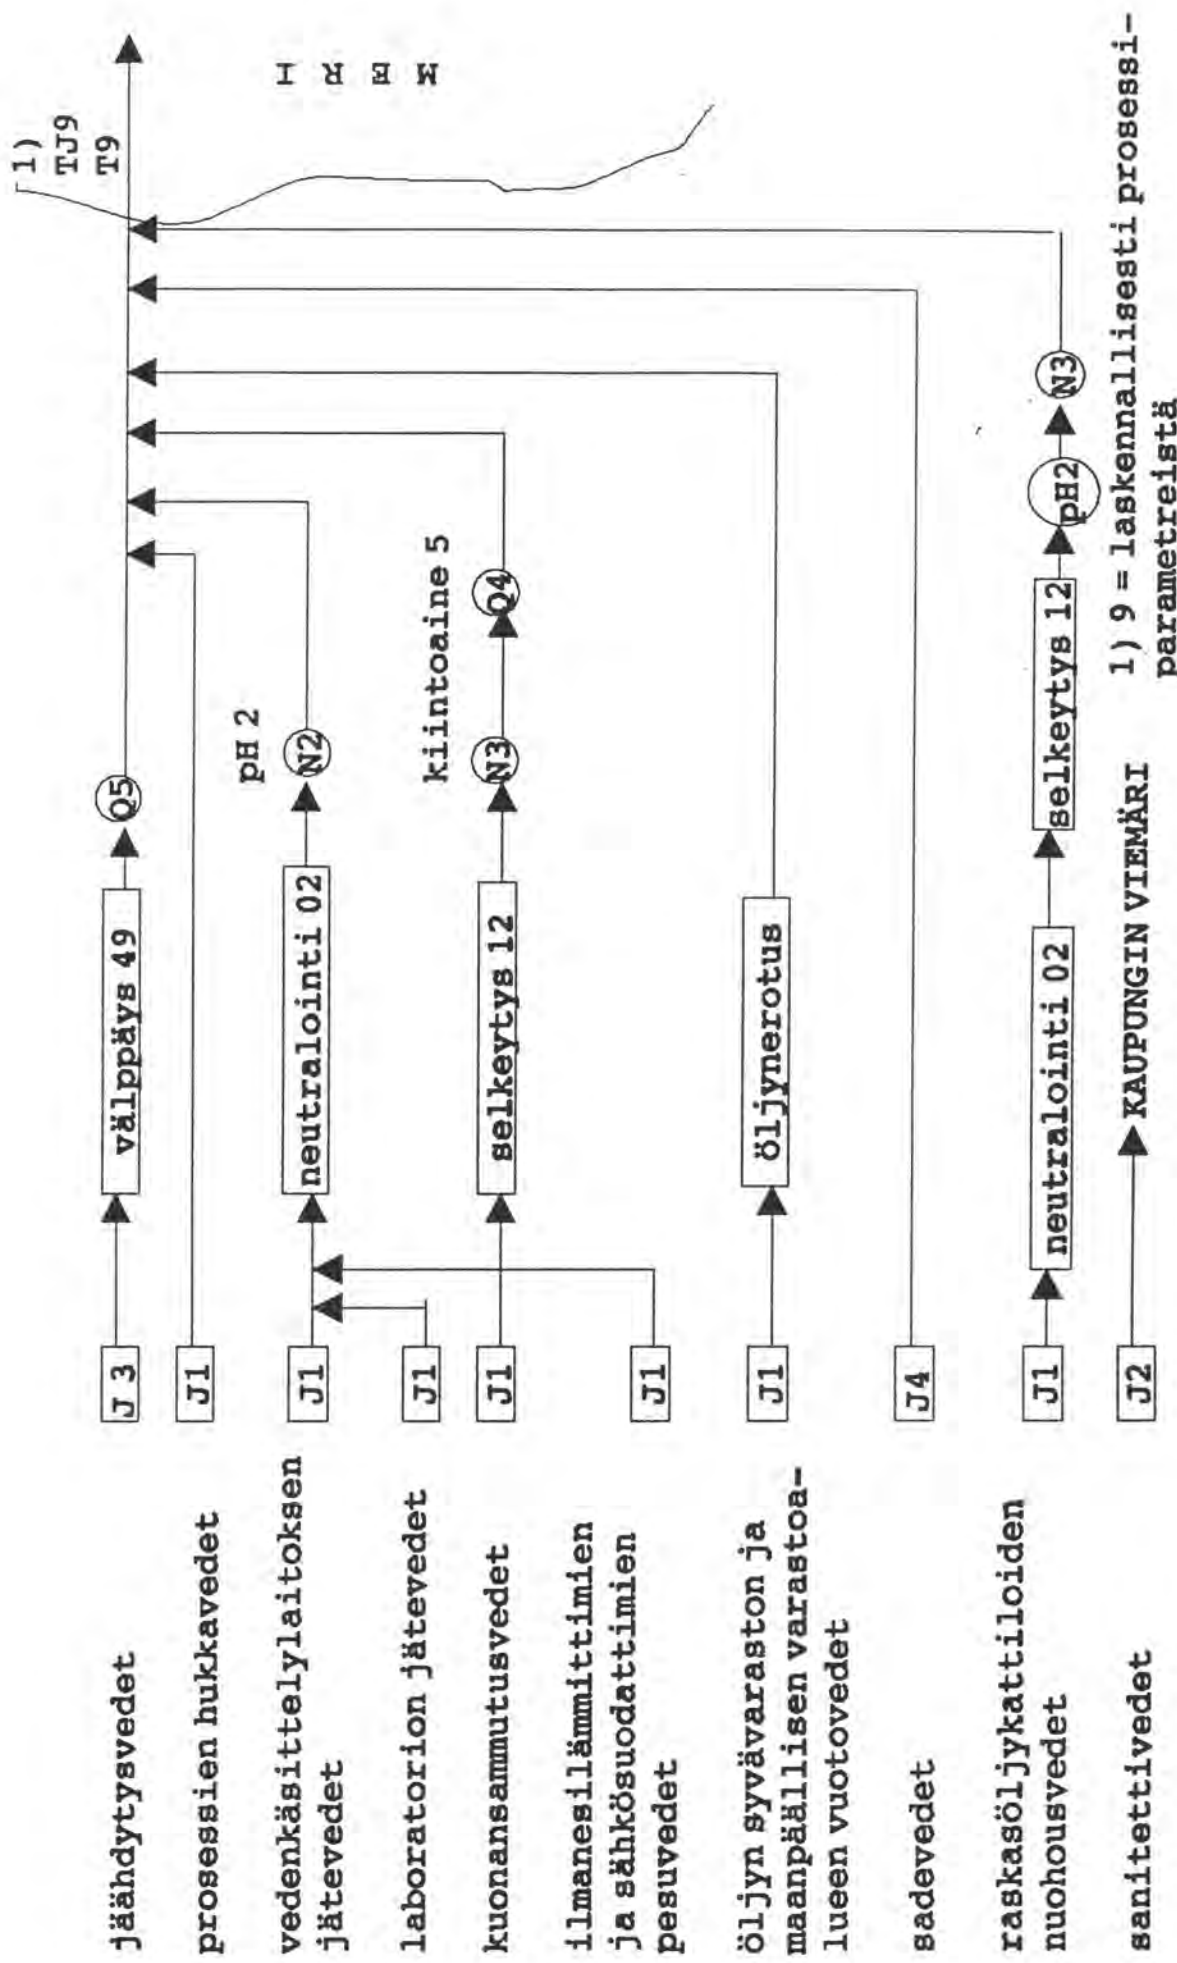 jäähdytysvedet
J 3
välppäys 49
Q5
1)
TJ9
T9
prosessien hukkavedet
J1
vedenkäsittelylaitoksen
jätevedet
J1
neutralointi 02
pH 2
N2
laboratorion jätevedet
J1
kuonansammutusvedet
J1
selkeytys 12
N3
kiintoaine 5
Q4
ilmanesilämmittimien
ja sähkösuodattimien
pesuvedet
J1
öljyn syvävaraston ja
maanpäällisen varastoa-
lueen vuotovedet
J1
öljynerotus
sadevedet
J4
raskasöljykattiloiden
nuohousvedet
J1
neutralointi 02
selkeytys 12
pH2
N3
sanitettivedet
J2
KAUPUNGIN VIEMÄRI
M E R I
1) 9 = laskennallisesti prosessi-
parametreistä